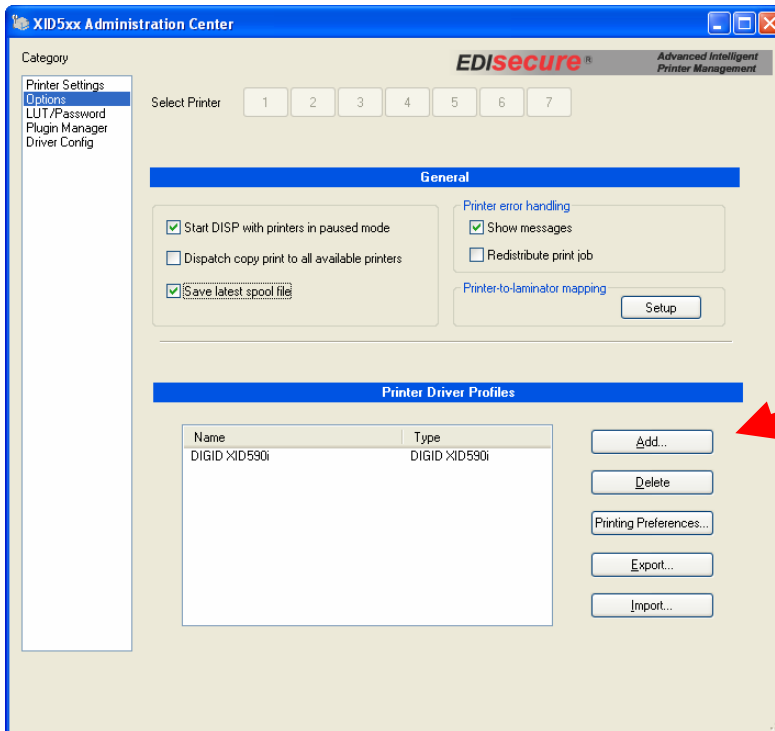 XID5xx Administration Center
Category
EDIsecure ®
Advanced Intelligent
Printer Management
Printer Settings
Options
LUT/Password
Plugin Manager
Driver Config
Select Printer
1 2 3 4 5 6 7
General
Start DISP with printers in paused mode
Dispatch copy print to all available printers
Save latest spool file
Printer error handling
Show messages
Redistribute print job
Printer-to-laminator mapping
Setup
Printer Driver Profiles
Name Type
DIGID XID590i DIGID XID590i
Add...
Delete
Printing Preferences...
Export...
Import...